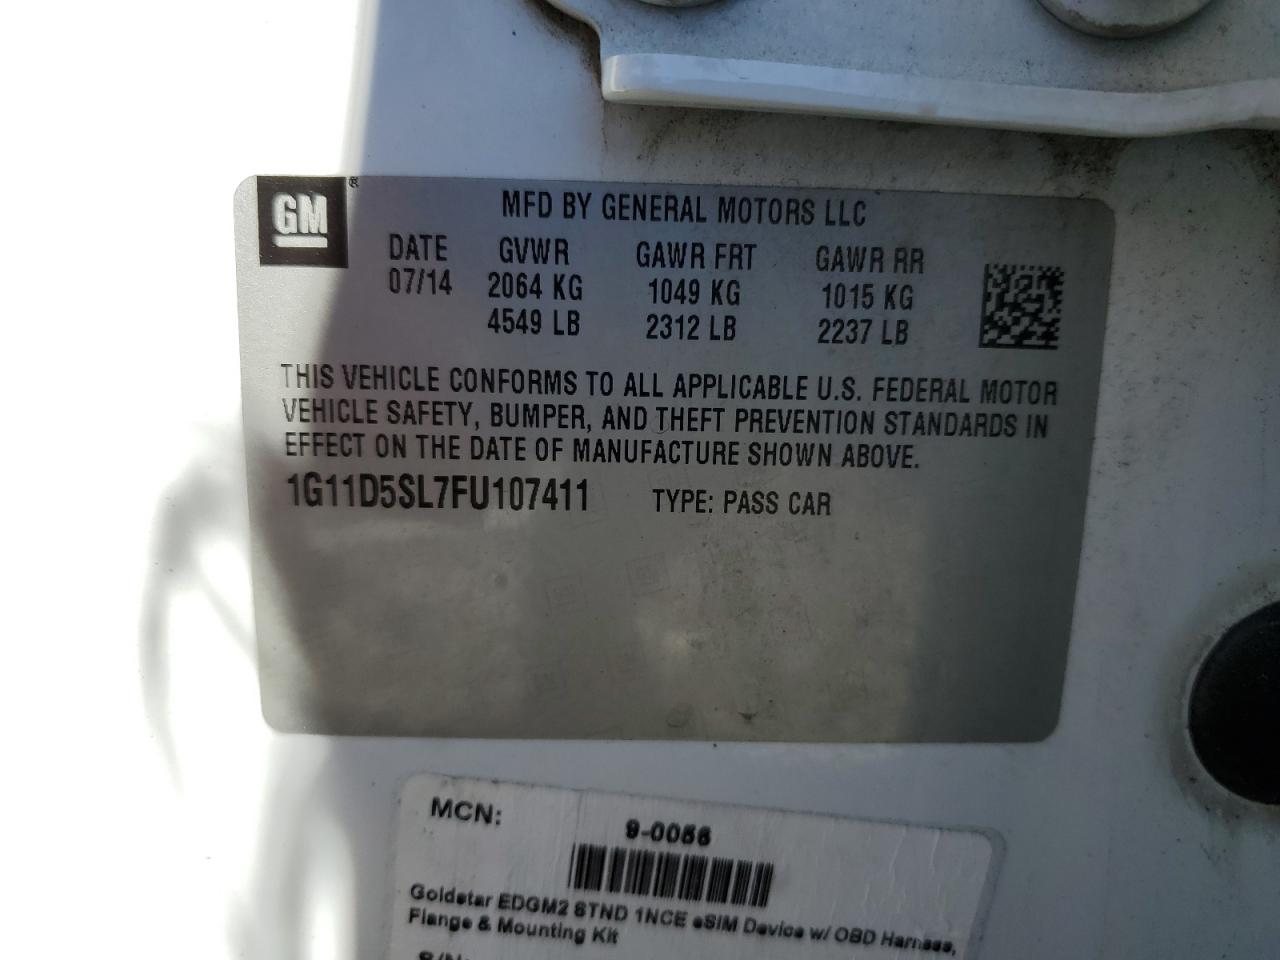 GM®
MFD BY GENERAL MOTORS LLC
DATE GVWR GAWR FRT GAWR RR
07/14 2064 KG 1049 KG 1015 KG
4549 LB 2312 LB 2237 LB
THIS VEHICLE CONFORMS TO ALL APPLICABLE U.S. FEDERAL MOTOR
VEHICLE SAFETY, BUMPER, AND THEFT PREVENTION STANDARDS IN
EFFECT ON THE DATE OF MANUFACTURE SHOWN ABOVE.
1G11D5SL7FU107411 TYPE: PASS CAR
MCN:
Goldstar EDGM2 STND 1NCE eSIM Device w/ OBD Harness,
Flange & Mounting Kit